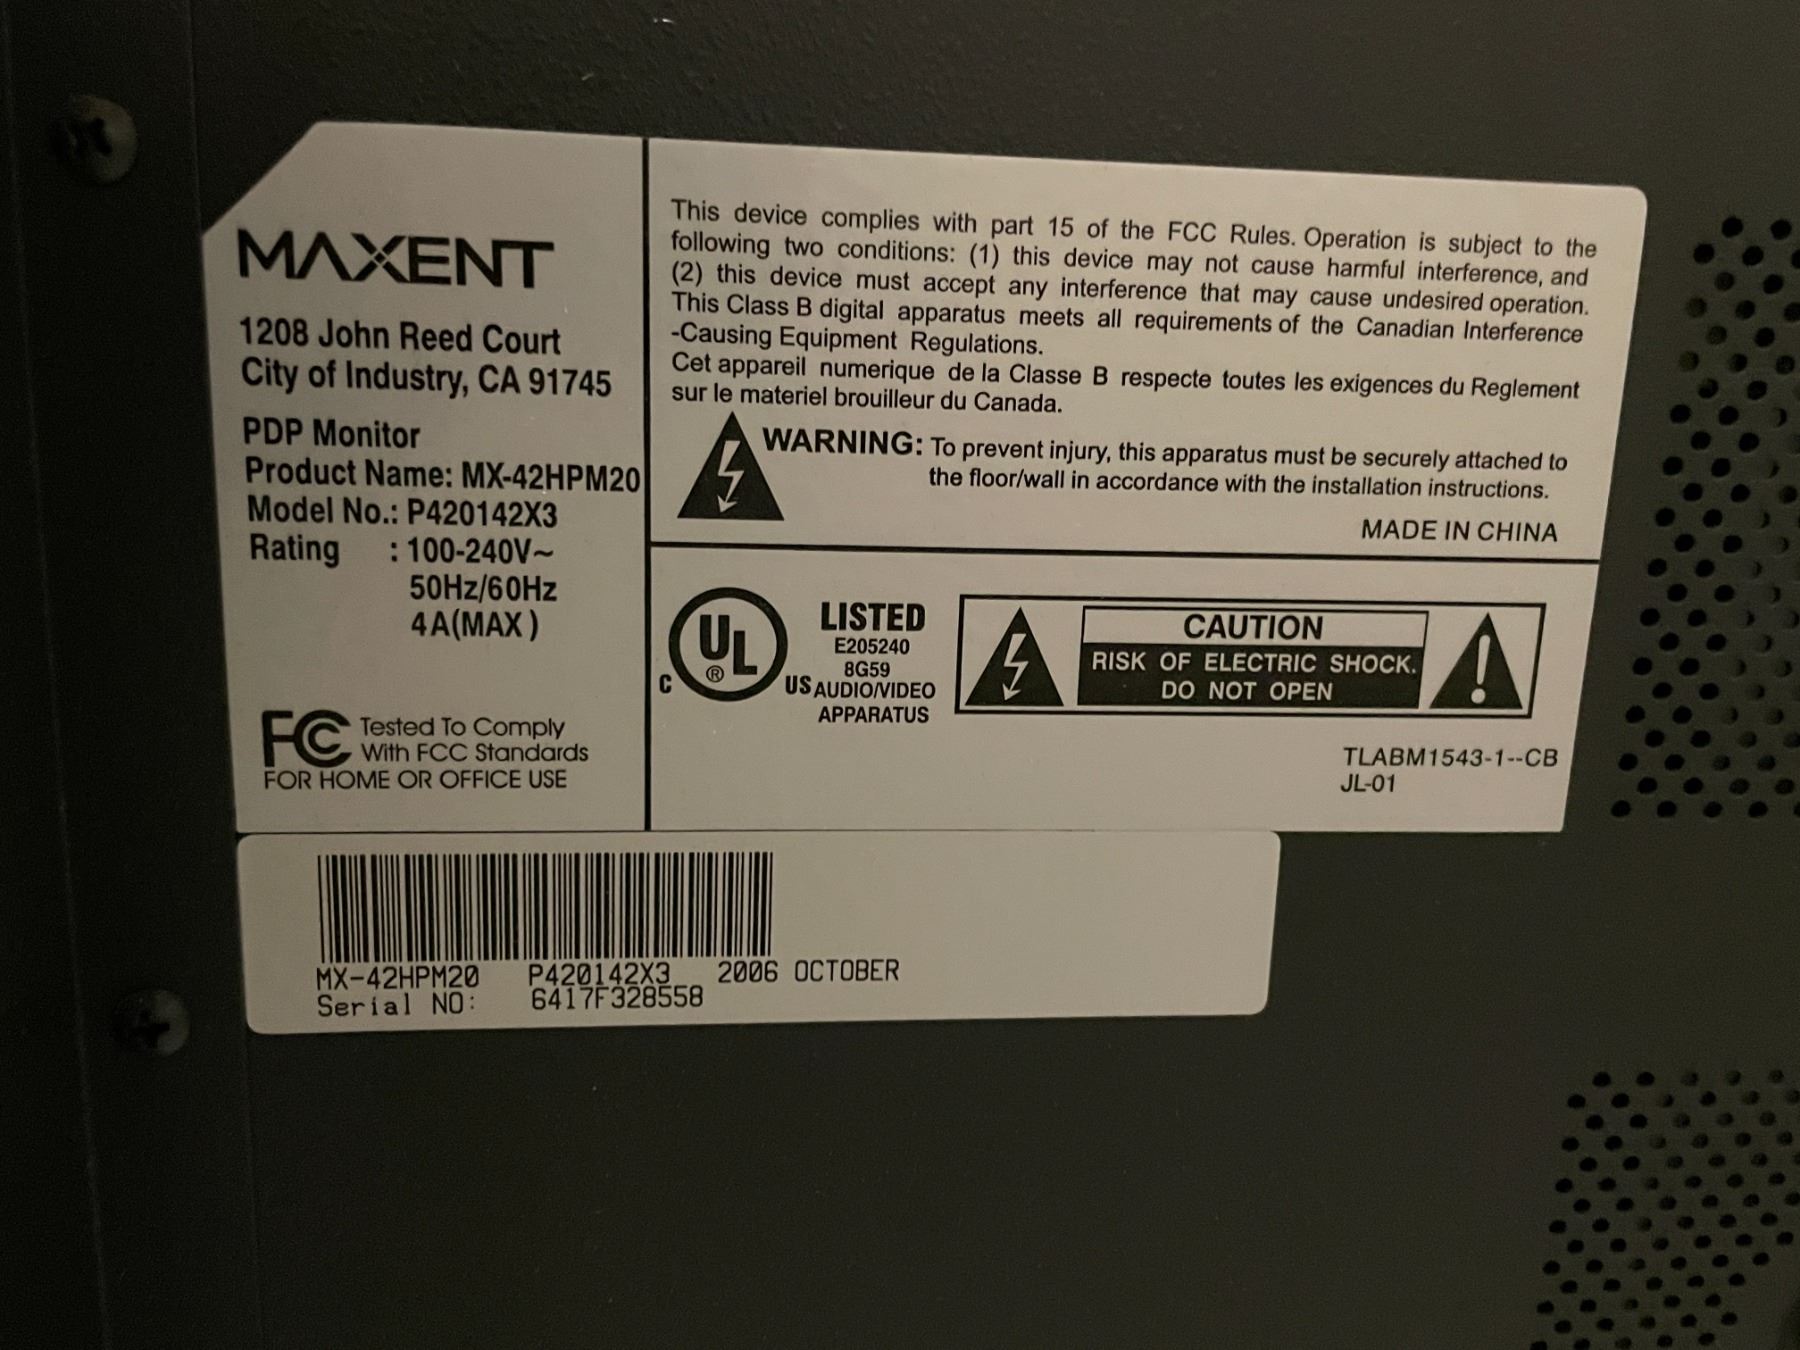 MAXENT
1208 John Reed Court
City of Industry, CA 91745
PDP Monitor
Product Name: MX-42HPM20
Model No.: P420142X3
Rating : 100-240V~
50Hz/60Hz
4A(MAX)
FC Tested To Comply
With FCC Standards
FOR HOME OR OFFICE USE
This device complies with part 15 of the FCC Rules. Operation is subject to the
following two conditions: (1) this device may not cause harmful interference, and
(2) this device must accept any interference that may cause undesired operation.
This Class B digital apparatus meets all requirements of the Canadian Interference
-Causing Equipment Regulations.
Cet appareil numerique de la Classe B respecte toutes les exigences du Reglement
sur le materiel brouilleur du Canada.
WARNING: To prevent injury, this apparatus must be securely attached to
the floor/wall in accordance with the installation instructions.
MADE IN CHINA
C UL ® US
LISTED
E205240
8G59
AUDIO/VIDEO
APPARATUS
CAUTION
RISK OF ELECTRIC SHOCK.
DO NOT OPEN
TLABM1543-1--CB
JL-01
MX-42HPM20 P420142X3 2006 OCTOBER
Serial NO: 6417F328558